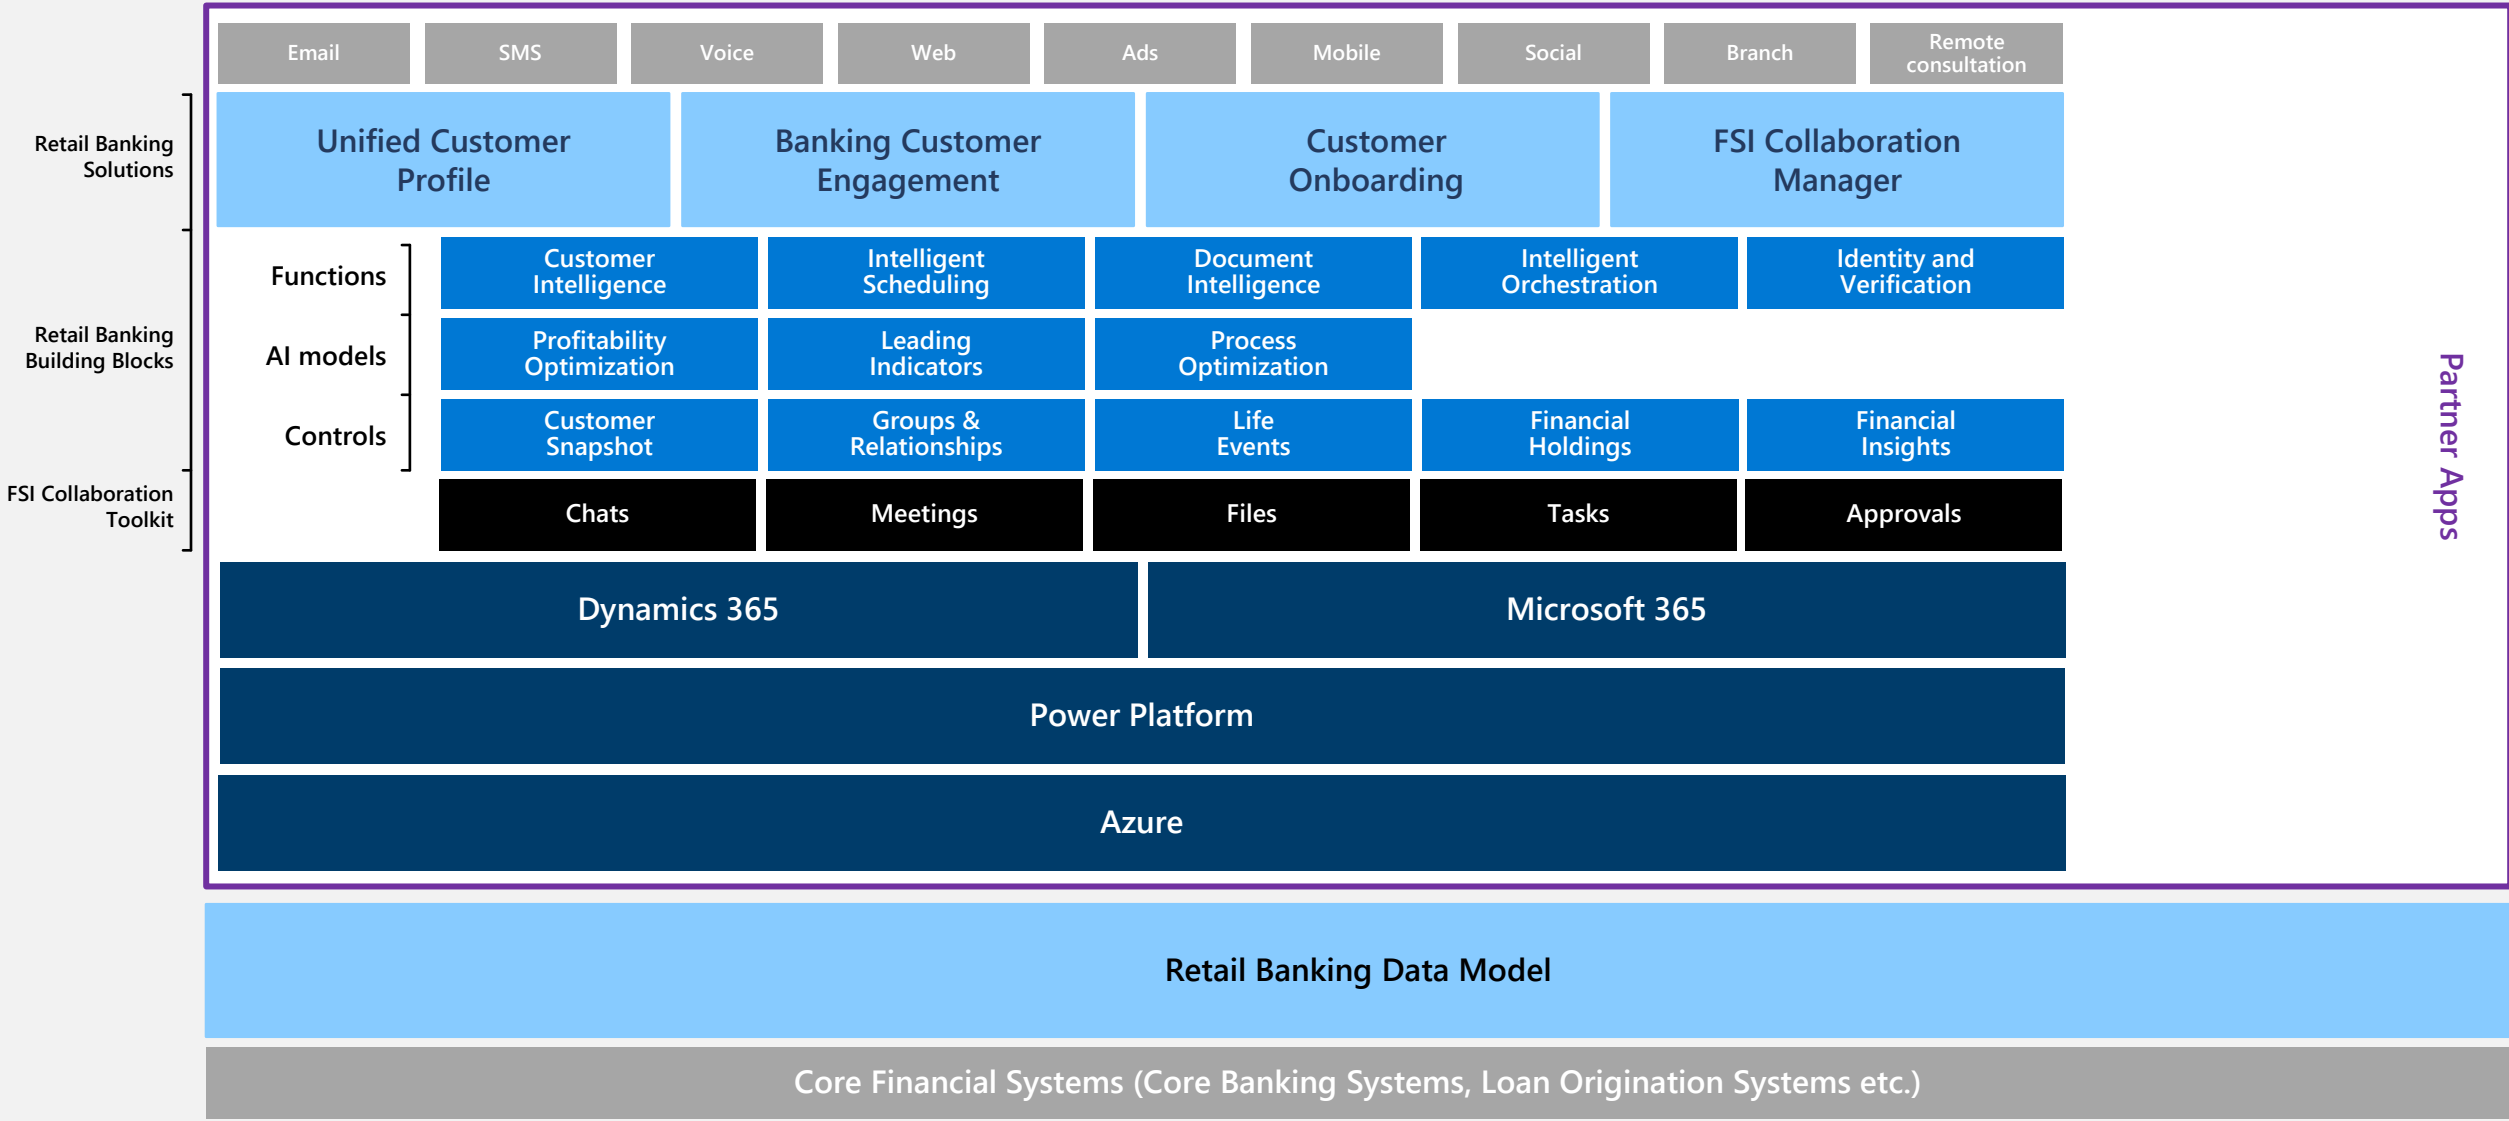 Email
SMS
Voice
Web
Ads
Mobile
Social
Branch
Remote
consultation
Retail Banking
Solutions
Unified Customer
Profile
Banking Customer
Engagement
Customer
Onboarding
FSI Collaboration
Manager
Retail Banking
Building Blocks
Functions
Customer
Intelligence
Intelligent
Scheduling
Document
Intelligence
Intelligent
Orchestration
Identity and
Verification
AI models
Profitability
Optimization
Leading
Indicators
Process
Optimization
Controls
Customer
Snapshot
Groups &
Relationships
Life
Events
Financial
Holdings
Financial
Insights
FSI Collaboration
Toolkit
Chats
Meetings
Files
Tasks
Approvals
Dynamics 365
Microsoft 365
Power Platform
Azure
Partner Apps
Retail Banking Data Model
Core Financial Systems (Core Banking Systems, Loan Origination Systems etc.)